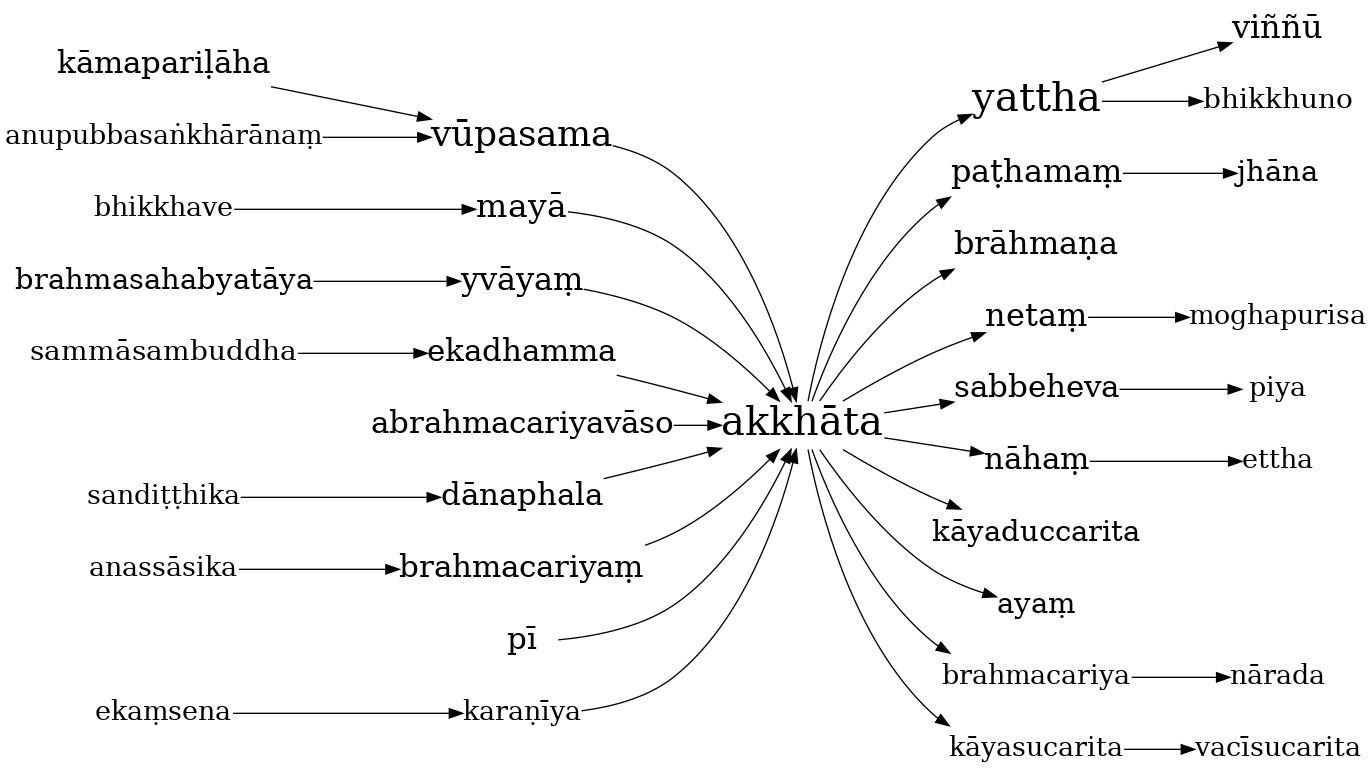 viññū
kāmapariḷāha
yattha
bhikkhuno
anupubbasaṅkhārānaṃ
vūpasama
paṭhamaṃ
jhāna
bhikkhave
mayā
brāhmaṇa
brahmasahabyatāya
yvāyaṃ
netaṃ
moghapurisa
sammāsambuddha
ekadhamma
sabbeheva
piya
abrahmacariyavāso
akkhāta
nāhaṃ
ettha
sandiṭṭhika
dānaphala
kāyaduccarita
anassāsika
brahmacariyaṃ
ayaṃ
pī
brahmacariya
nārada
ekaṃsena
karaṇīya
kāyasucarita
vacīsucarita